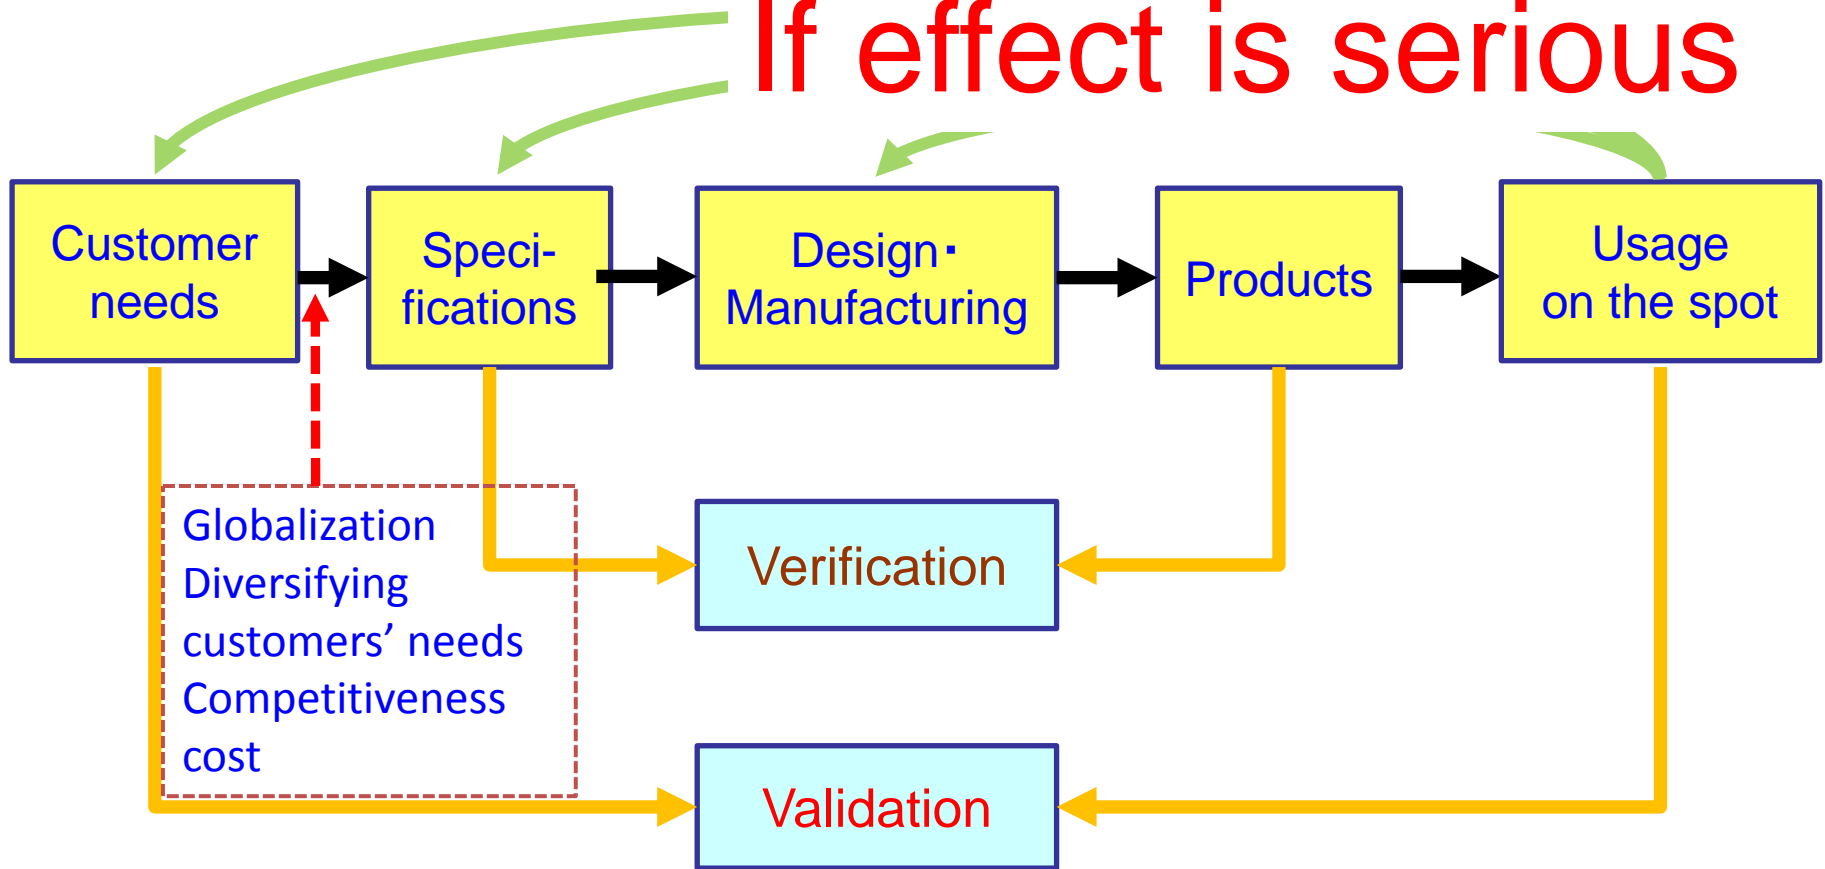 If effect is serious
Customer
needs
Speci-
fications
Design・
Manufacturing
Products
Usage
on the spot
Globalization
Diversifying
customers’ needs
Competitiveness
cost
Verification
Validation